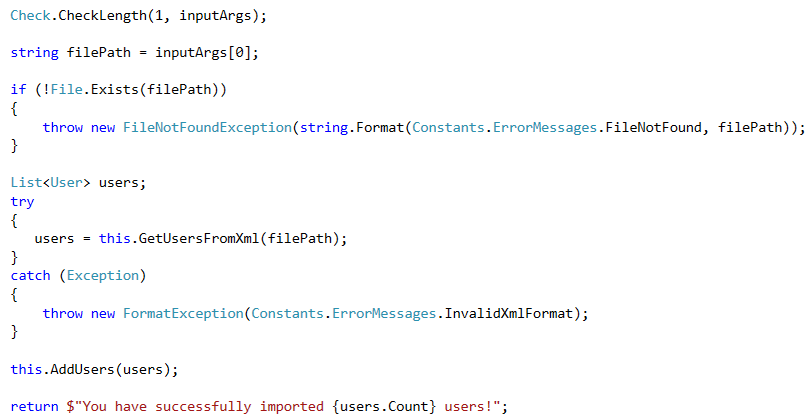 Check.CheckLength(1, inputArgs);
string filePath = inputArgs[0];
if (!File.Exists(filePath))
{
    throw new FileNotFoundException(string.Format(Constants.ErrorMessages.FileNotFound, filePath));
}
List<User> users;
try
{
   users = this.GetUsersFromXml(filePath);
}
catch (Exception)
{
    throw new FormatException(Constants.ErrorMessages.InvalidXmlFormat);
}
this.AddUsers(users);
return $"You have successfully imported {users.Count} users!";